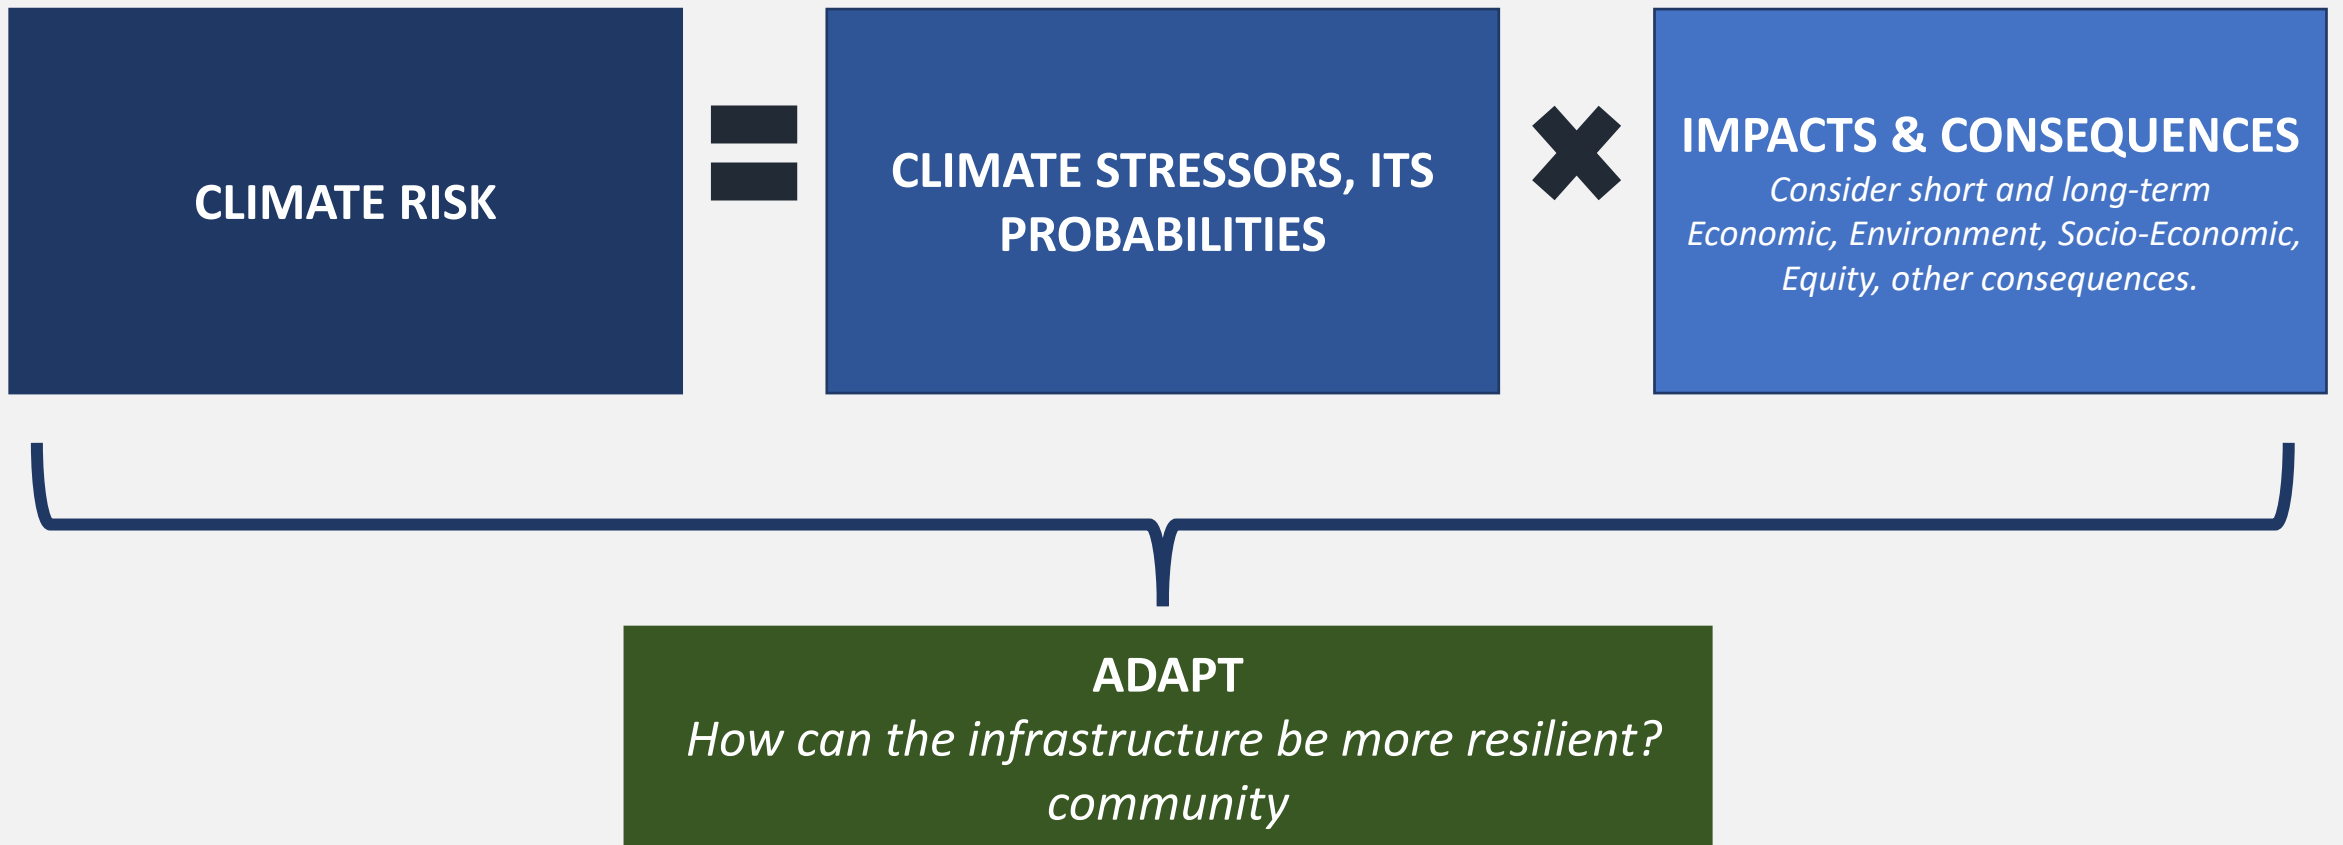 CLIMATE RISK
CLIMATE STRESSORS, ITS
PROBABILITIES
IMPACTS & CONSEQUENCES
Consider short and long-term
Economic, Environment, Socio-Economic,
Equity, other consequences.
ADAPT
How can the infrastructure be more resilient?
community